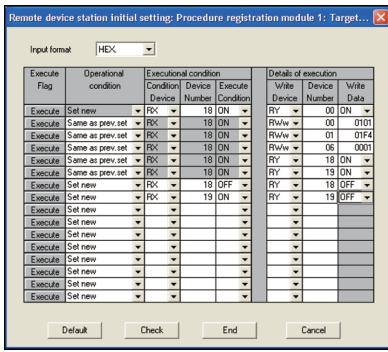 Remote device station initial setting: Procedure registration module 1: Target...
Input format HEX.
Execute Flag Operational condition Executional condition Details of execution
Condition Device Device Number Execute Condition Write Device Device Number Write Data
Execute Set new RX 18 ON RY 00 ON
Execute Same as prev.set RX 18 ON RWw 00 0101
Execute Same as prev.set RX 18 ON RWw 01 01F4
Execute Same as prev.set RX 18 ON RWw 06 0001
Execute Same as prev.set RX 18 ON RY 18 ON
Execute Same as prev.set RX 18 ON RY 19 ON
Execute Set new RX 18 OFF RY 18 OFF
Execute Set new RX 19 ON RY 19 OFF
Execute Set new
Execute Set new
Execute Set new
Execute Set new
Execute Set new
Execute Set new
Execute Set new
Execute Set new
Default Check End Cancel